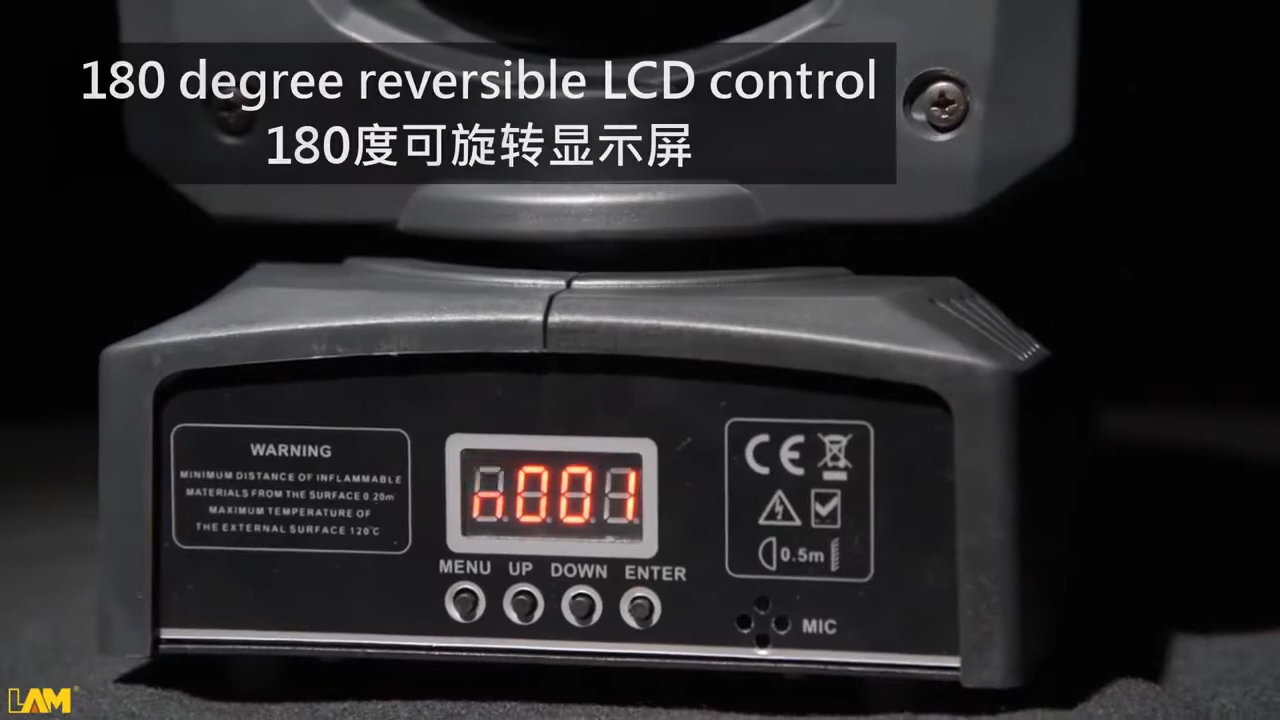 180 degree reversible LCD control
180度可旋转显示屏
WARNING
MINIMUM DISTANCE OF INFLAMMABLE
MATERIALS FROM THE SURFACE 0.20m
MAXIMUM TEMPERATURE OF
THE EXTERNAL SURFACE 120°C
n001
MENU UP DOWN ENTER
CE
0.5m
MIC
LAM